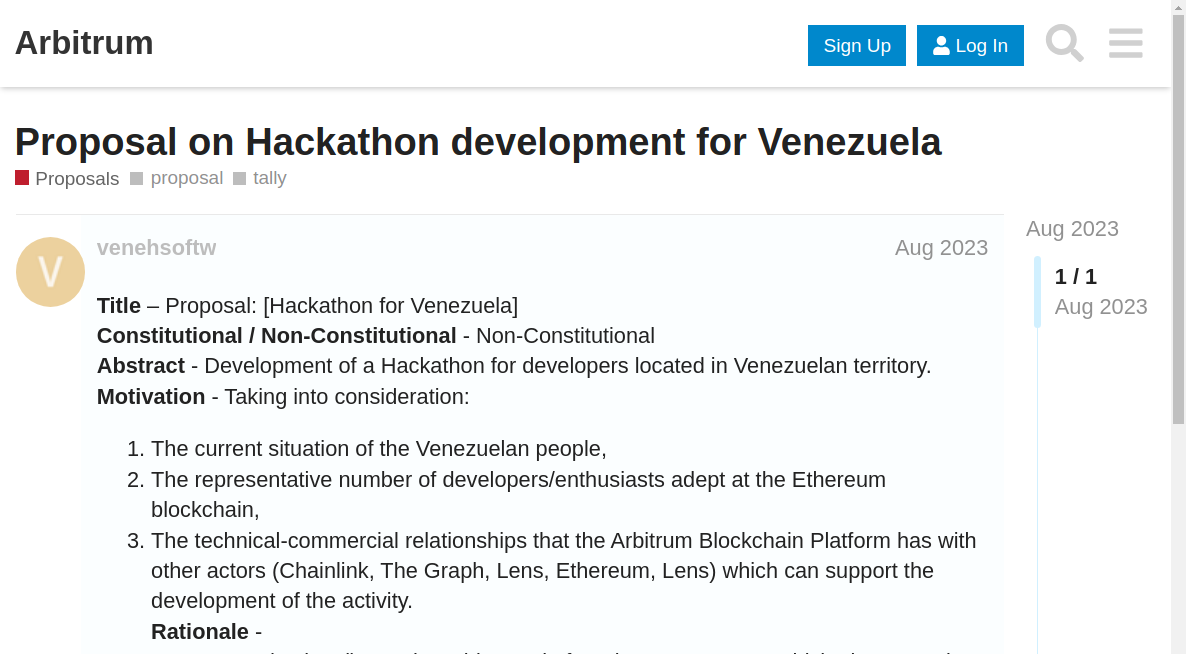 Arbitrum
Sign Up
Log In
Proposal on Hackathon development for Venezuela
Proposals proposal tally
V
venehsoftw
Aug 2023
Aug 2023
1 / 1
Aug 2023
Title – Proposal: [Hackathon for Venezuela]
Constitutional / Non-Constitutional - Non-Constitutional
Abstract - Development of a Hackathon for developers located in Venezuelan territory.
Motivation - Taking into consideration:
1. The current situation of the Venezuelan people,
2. The representative number of developers/enthusiasts adept at the Ethereum
blockchain,
3. The technical-commercial relationships that the Arbitrum Blockchain Platform has with
other actors (Chainlink, The Graph, Lens, Ethereum, Lens) which can support the
development of the activity.
Rationale -